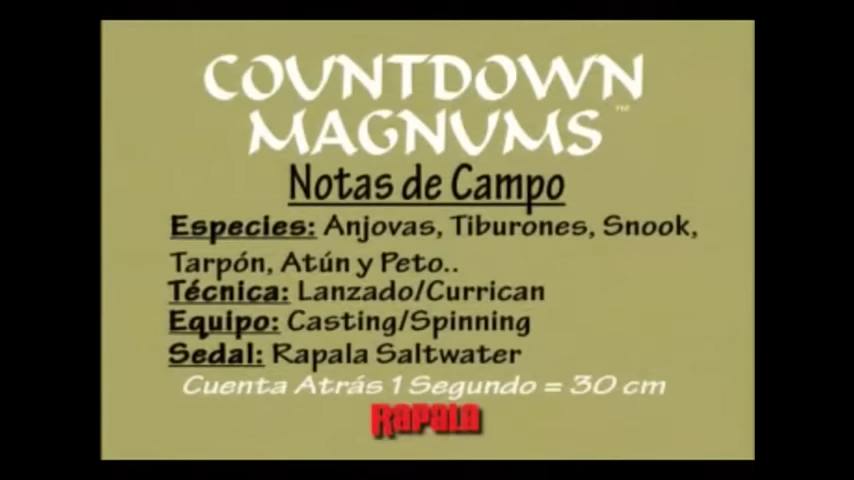 COUNTDOWN
MAGNUMS™
Notas de Campo
Especies: Anjovas, Tiburones, Snook,
Tarpón, Atún y Peto..
Técnica: Lanzado/Currican
Equipo: Casting/Spinning
Sedal: Rapala Saltwater
Cuenta Atrás 1 Segundo = 30 cm
Rapala